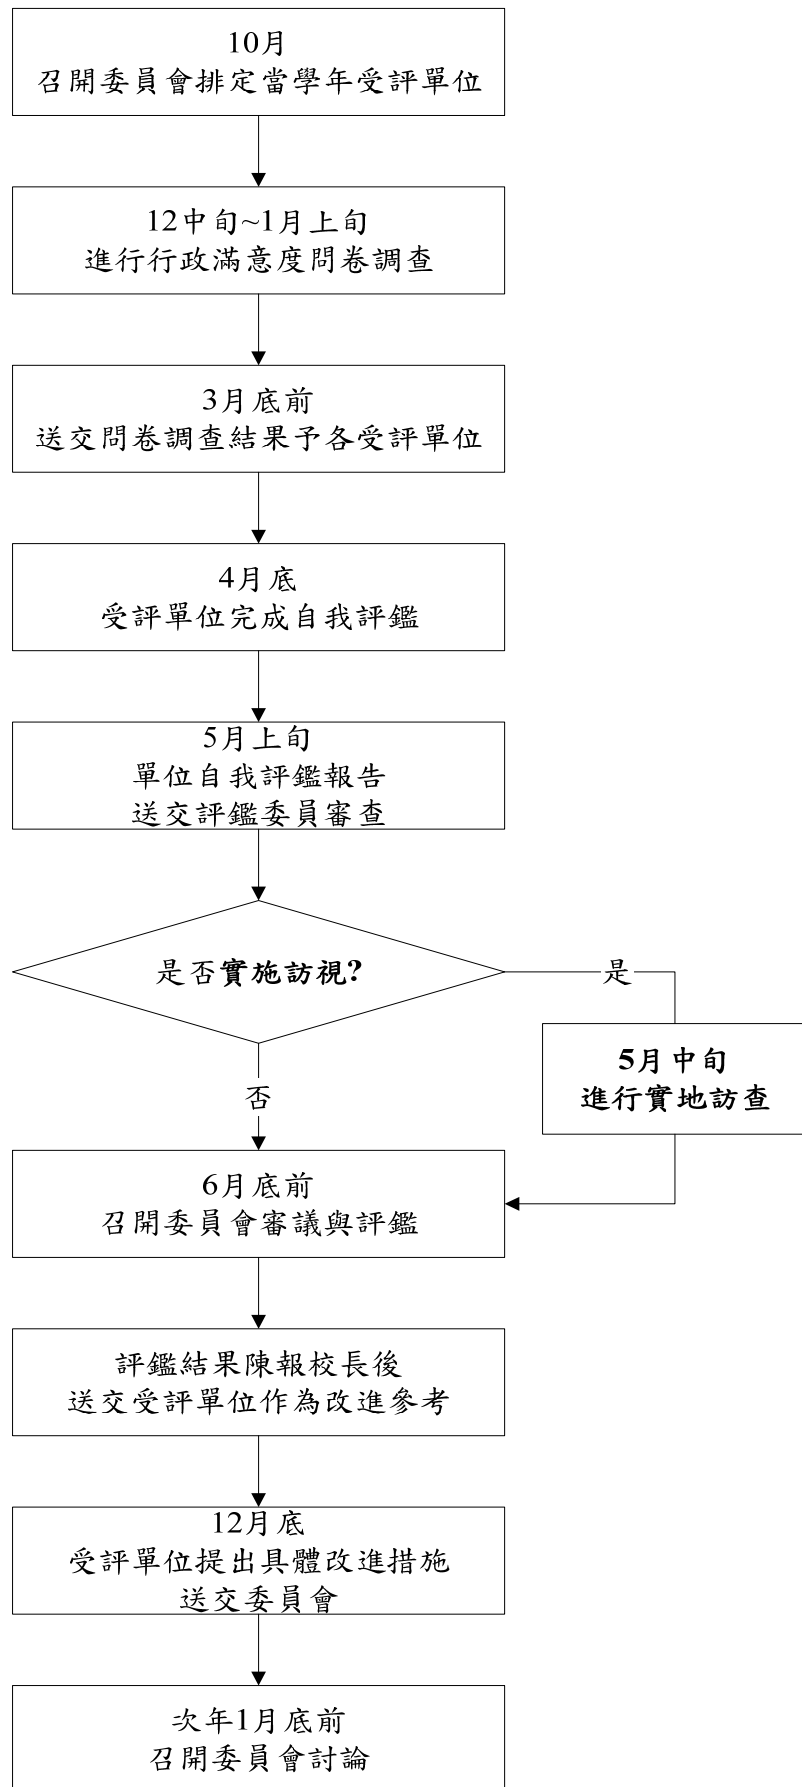 10月
召開委員會排定當學年受評單位
12中旬~1月上旬
進行行政滿意度問卷調查
3月底前
送交問卷調查結果予各受評單位
4月底
受評單位完成自我評鑑
5月上旬
單位自我評鑑報告
送交評鑑委員審查
是否實施訪視?
是
5月中旬
進行實地訪查
否
6月底前
召開委員會審議與評鑑
評鑑結果陳報校長後
送交受評單位作為改進參考
12月底
受評單位提出具體改進措施
送交委員會
次年1月底前
召開委員會討論